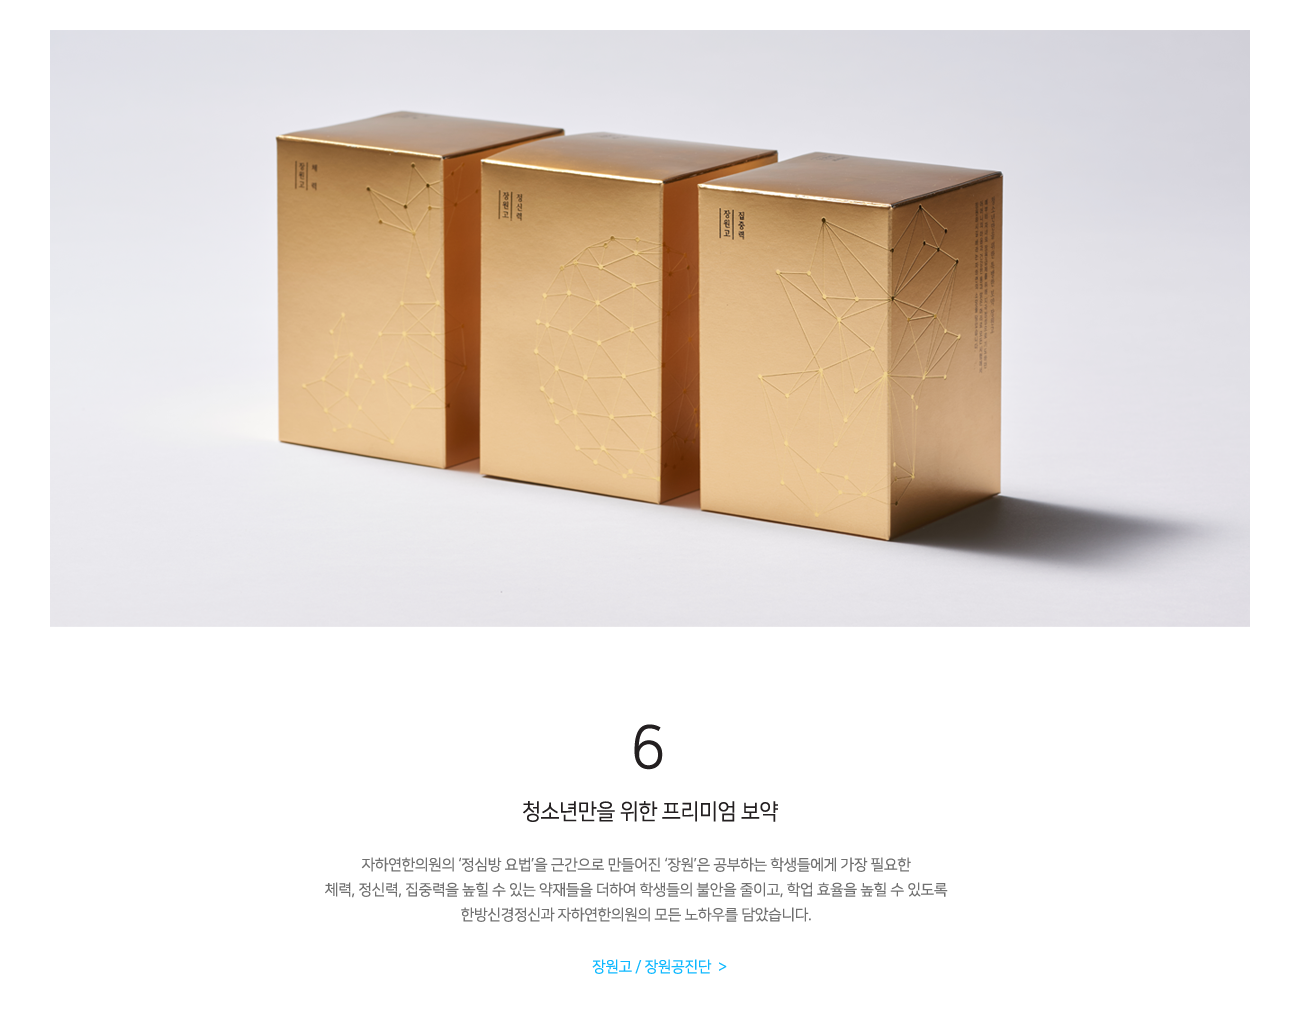 장원고
체력
장원고
정신력
장원고
집중력
6
청소년만을 위한 프리미엄 보약
자하연한의원의 ‘정심방 요법’을 근간으로 만들어진 ‘장원’은 공부하는 학생들에게 가장 필요한
체력, 정신력, 집중력을 높힐 수 있는 약재들을 더하여 학생들의 불안을 줄이고, 학업 효율을 높힐 수 있도록
한방신경정신과 자하연한의원의 모든 노하우를 담았습니다.
장원고 / 장원공진단 >